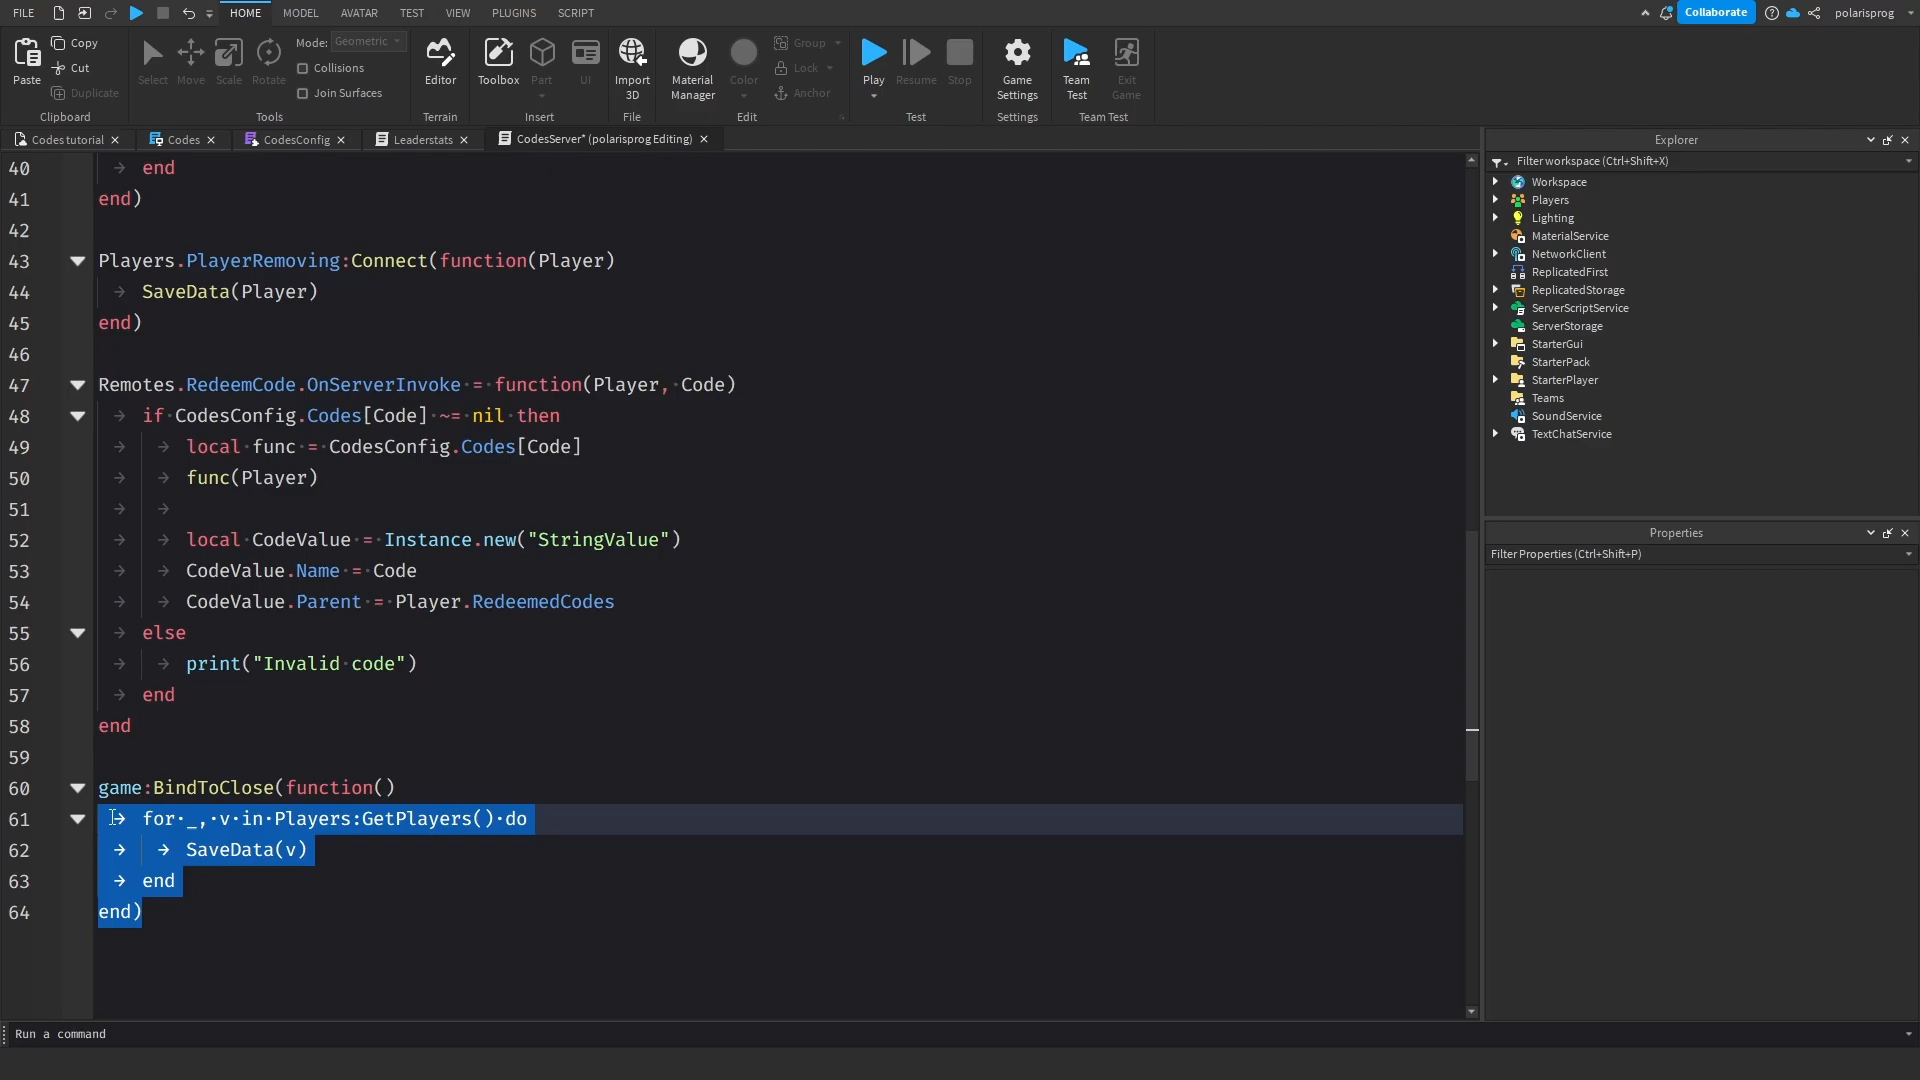 FILE HOME MODEL AVATAR TEST VIEW PLUGINS SCRIPT Collaborate polarisprog
Paste Copy Cut Duplicate
Clipboard
Select Move Scale Rotate Mode: Geometric Collisions Join Surfaces
Tools
Editor
Terrain
Toolbox Part UI
Insert
Import 3D
File
Material Manager Color Group Lock Anchor
Edit
Play Resume Stop
Test
Game Settings
Settings
Team Test Exit Game
Team Test
Codes tutorial Codes CodesConfig Leaderstats CodesServer* (polarisprog Editing)
40 end
41 end)
42
43 Players.PlayerRemoving:Connect(function(Player)
44 SaveData(Player)
45 end)
46
47 Remotes.RedeemCode.OnServerInvoke = function(Player, Code)
48 if CodesConfig.Codes[Code] ~= nil then
49 local func = CodesConfig.Codes[Code]
50 func(Player)
51
52 local CodeValue = Instance.new("StringValue")
53 CodeValue.Name = Code
54 CodeValue.Parent = Player.RedeemedCodes
55 else
56 print("Invalid code")
57 end
58 end
59
60 game:BindToClose(function()
61 for _, v in Players:GetPlayers() do
62 SaveData(v)
63 end
64 end)
Run a command
Explorer
Filter workspace (Ctrl+Shift+X)
Workspace
Players
Lighting
MaterialService
NetworkClient
ReplicatedFirst
ReplicatedStorage
ServerScriptService
ServerStorage
StarterGui
StarterPack
StarterPlayer
Teams
SoundService
TextChatService
Properties
Filter Properties (Ctrl+Shift+P)